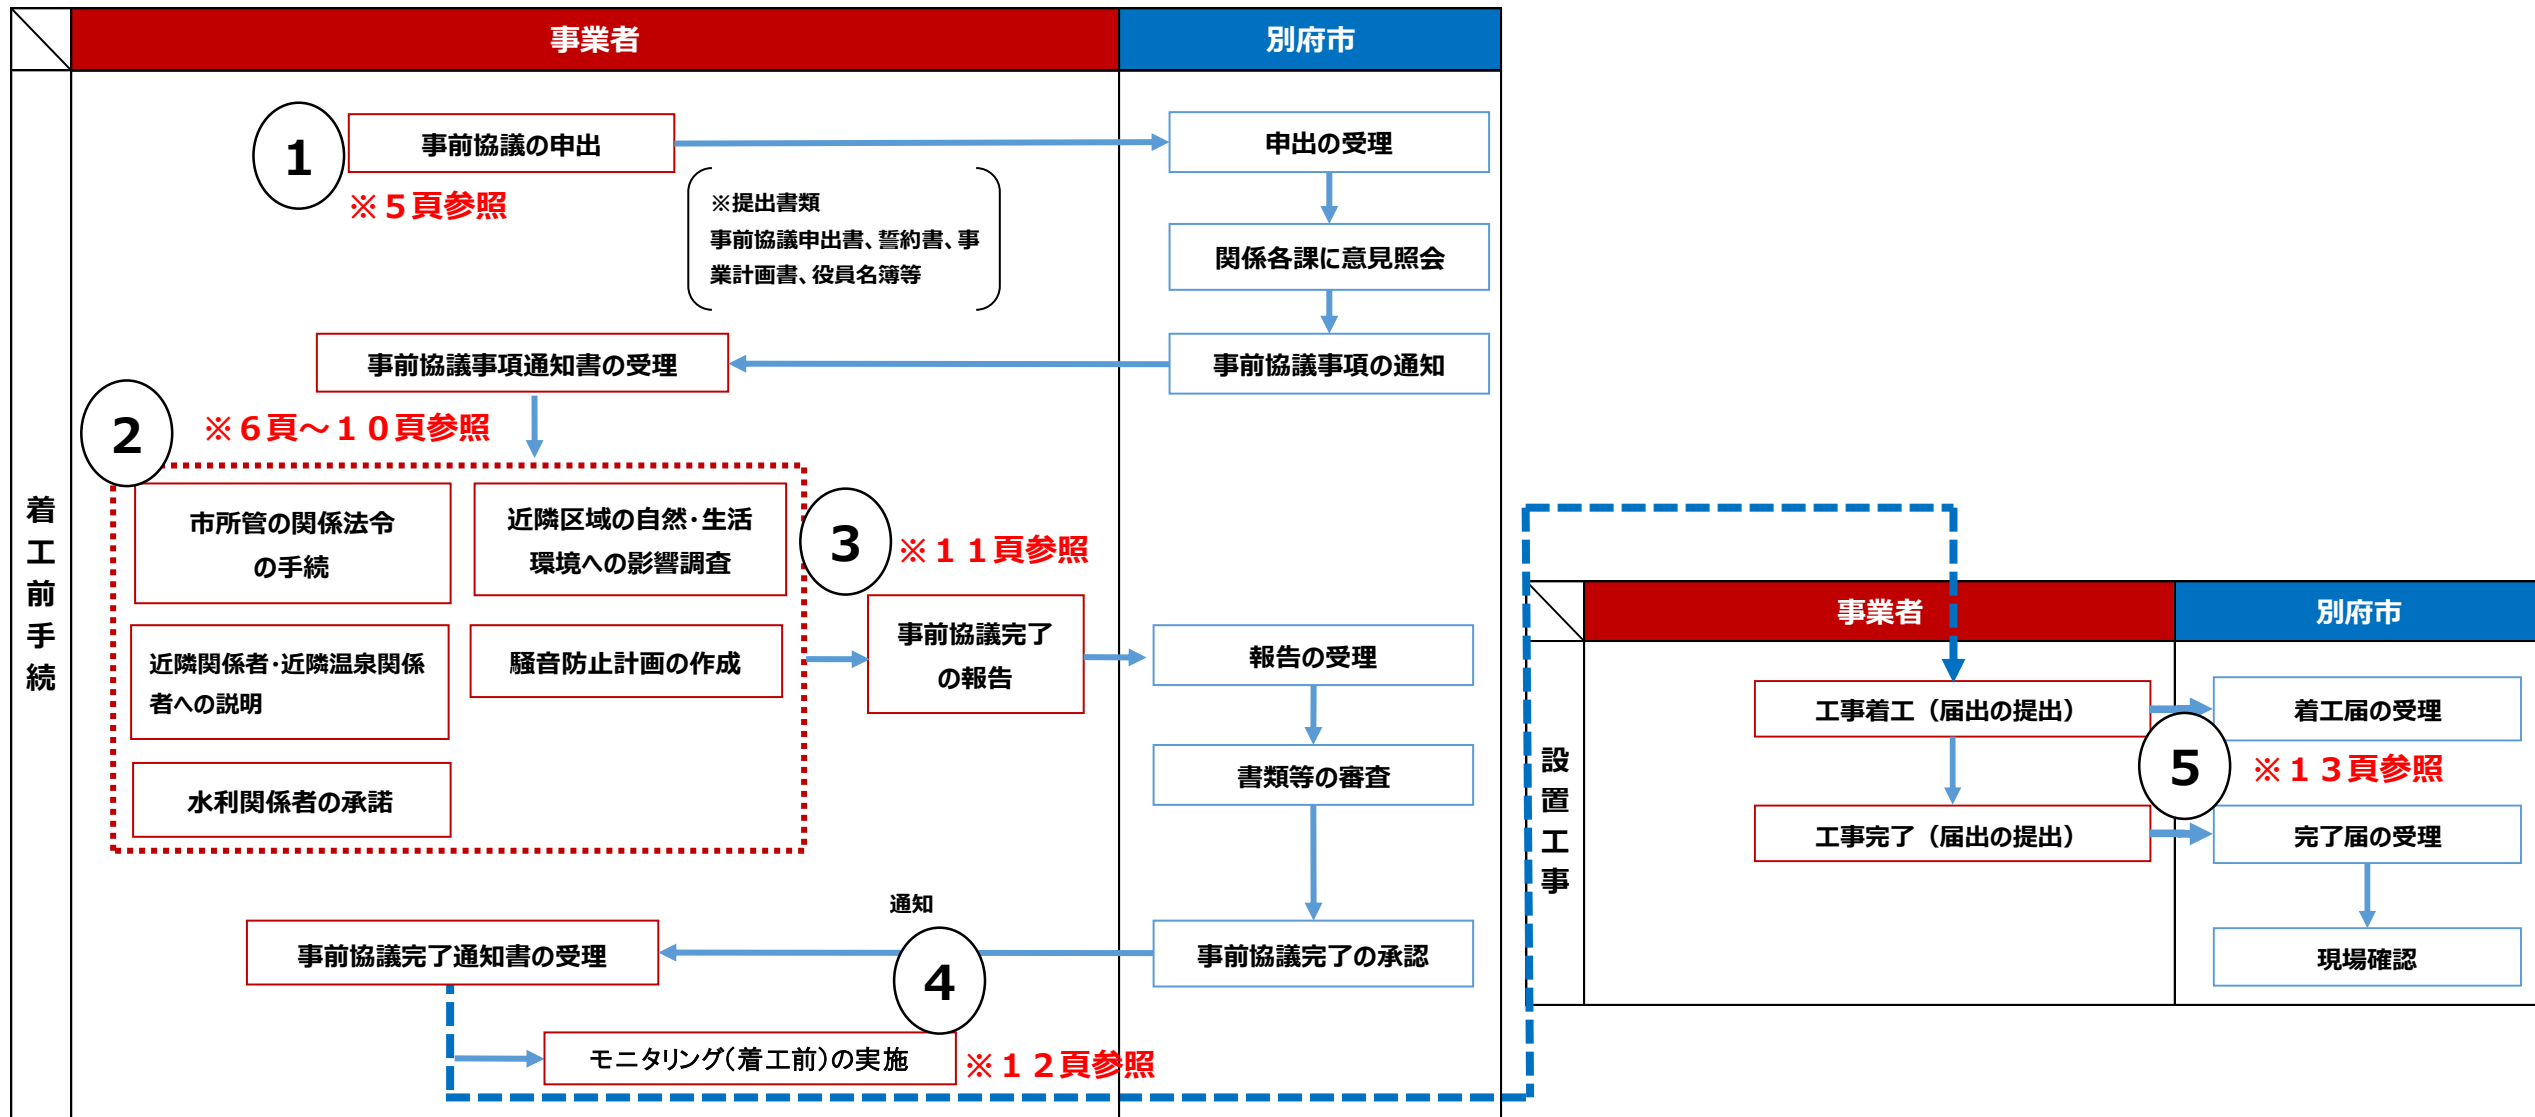 事業者
別府市
着工前手続
1
事前協議の申出
※5頁参照
※提出書類
事前協議申出書、誓約書、事
業計画書、役員名簿等
申出の受理
関係各課に意見照会
事前協議事項の通知
事前協議事項通知書の受理
2
※6頁～10頁参照
市所管の関係法令
の手続
近隣区域の自然・生活
環境への影響調査
近隣関係者・近隣温泉関係
者への説明
騒音防止計画の作成
水利関係者の承諾
3
※11頁参照
事前協議完了
の報告
報告の受理
書類等の審査
事前協議完了の承認
通知
4
事前協議完了通知書の受理
モニタリング（着工前）の実施
※12頁参照
事業者
別府市
設置工事
工事着工（届出の提出）
着工届の受理
5
※13頁参照
工事完了（届出の提出）
完了届の受理
現場確認